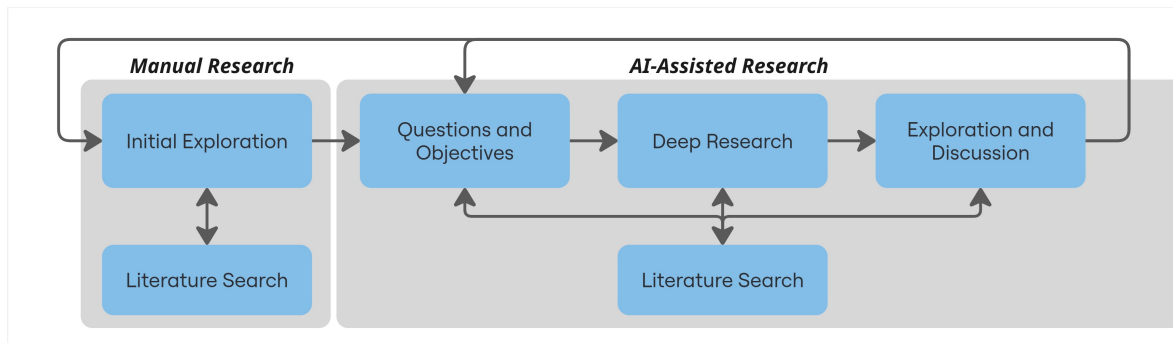 Manual Research
AI-Assisted Research
Initial Exploration
Questions and
Objectives
Deep Research
Exploration and
Discussion
Literature Search
Literature Search